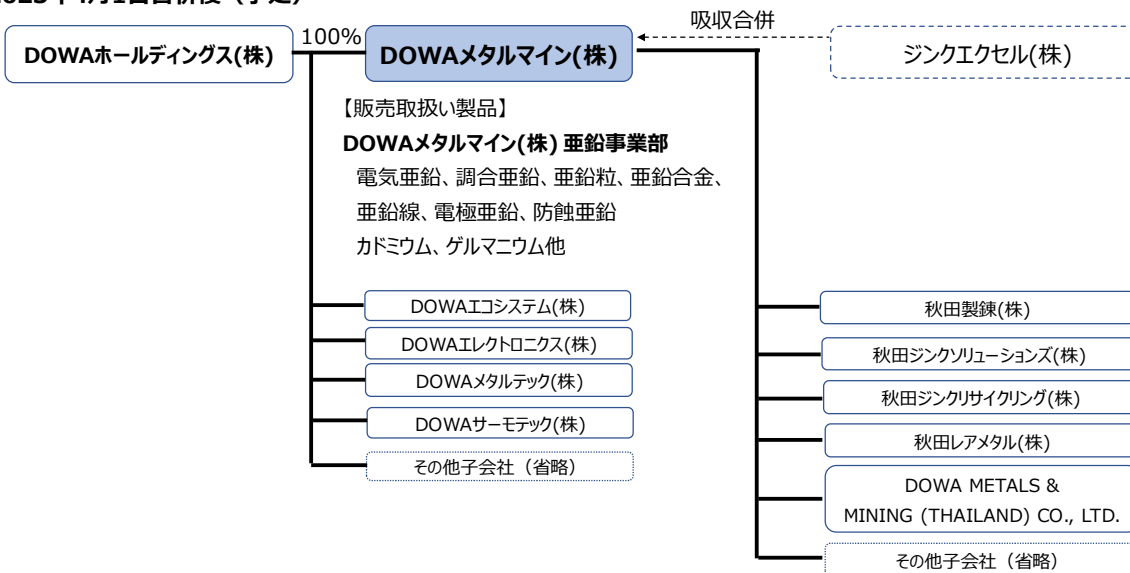 DOWAホールディングス(株)
100%
DOWAメタルマイン(株)
吸収合併
ジンクエクセル(株)
【販売取扱い製品】
DOWAメタルマイン(株) 亜鉛事業部
電気亜鉛、調合亜鉛、亜鉛粒、亜鉛合金、
亜鉛線、電極亜鉛、防蝕亜鉛
カドミウム、ゲルマニウム他
DOWAエコシステム(株)
DOWAエレクトロニクス(株)
DOWAメタルテック(株)
DOWAサーモテック(株)
その他子会社（省略）
秋田製錬(株)
秋田ジンクソリューションズ(株)
秋田ジンクリサイクリング(株)
秋田レアメタル(株)
DOWA METALS &
MINING (THAILAND) CO., LTD.
その他子会社（省略）